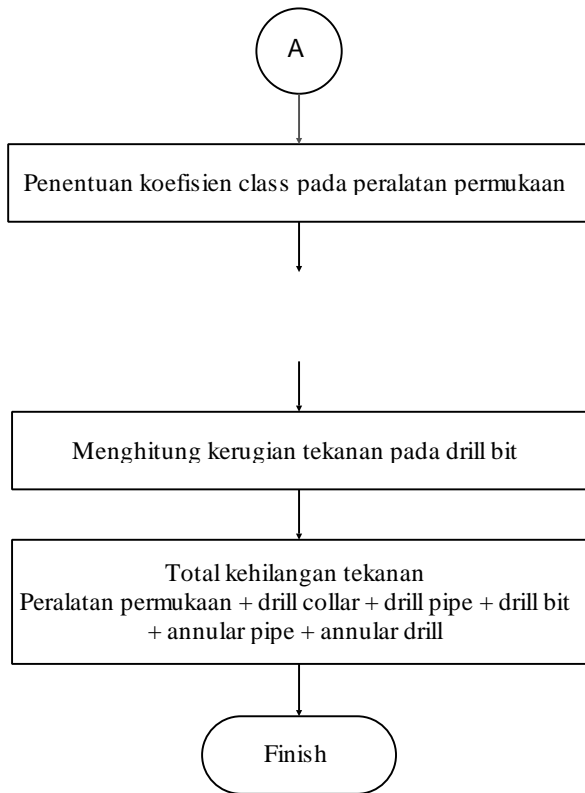 A
Penentuan koefisien class pada peralatan permukaan
Menghitung kerugian tekanan pada drill bit
Total kehilangan tekanan
Peralatan permukaan + drill collar + drill pipe + drill bit
+ annular pipe + annular drill
Finish